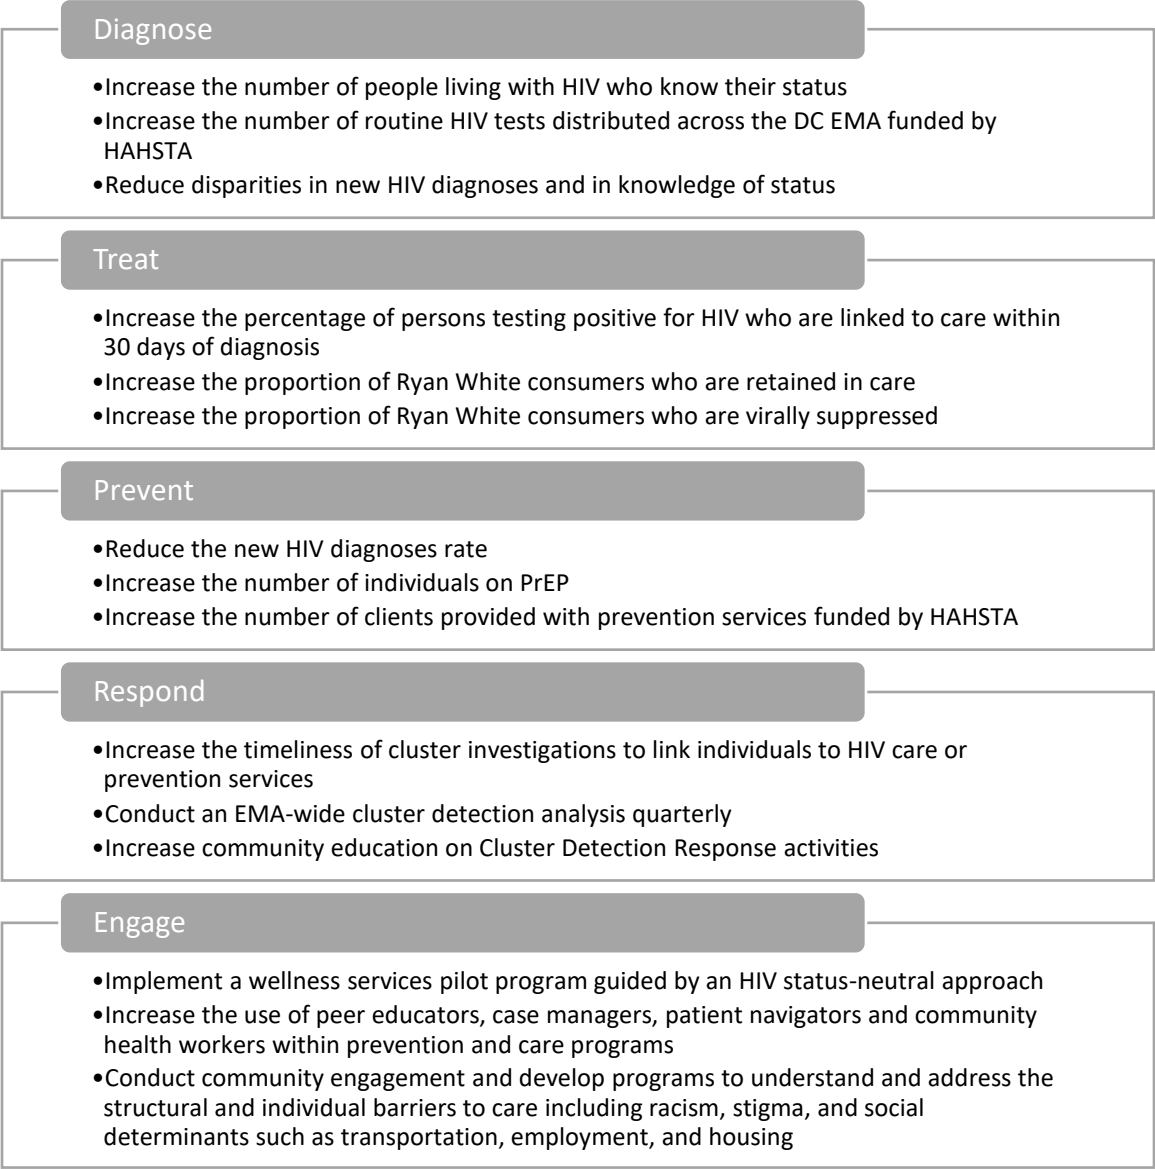 Diagnose
•Increase the number of people living with HIV who know their status
•Increase the number of routine HIV tests distributed across the DC EMA funded by
HAHSTA
•Reduce disparities in new HIV diagnoses and in knowledge of status
Treat
•Increase the percentage of persons testing positive for HIV who are linked to care within
30 days of diagnosis
•Increase the proportion of Ryan White consumers who are retained in care
•Increase the proportion of Ryan White consumers who are virally suppressed
Prevent
•Reduce the new HIV diagnoses rate
•Increase the number of individuals on PrEP
•Increase the number of clients provided with prevention services funded by HAHSTA
Respond
•Increase the timeliness of cluster investigations to link individuals to HIV care or
prevention services
•Conduct an EMA-wide cluster detection analysis quarterly
•Increase community education on Cluster Detection Response activities
Engage
•Implement a wellness services pilot program guided by an HIV status-neutral approach
•Increase the use of peer educators, case managers, patient navigators and community
health workers within prevention and care programs
•Conduct community engagement and develop programs to understand and address the
structural and individual barriers to care including racism, stigma, and social
determinants such as transportation, employment, and housing